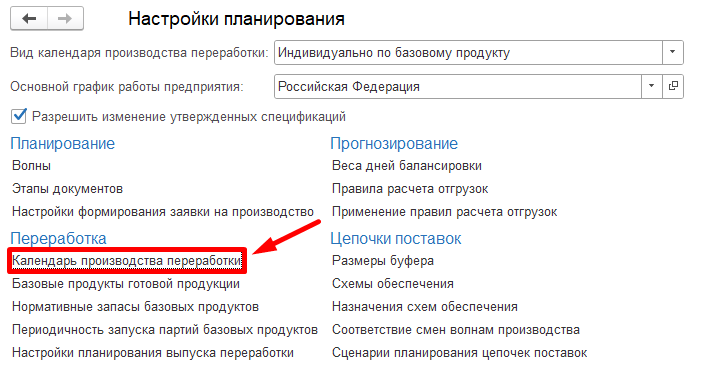 Настройки планирования
Вид календаря производства переработки: Индивидуально по базовому продукту
Основной график работы предприятия: Российская Федерация
Разрешить изменение утвержденных спецификаций
Планирование
Волны
Этапы документов
Настройки формирования заявки на производство
Прогнозирование
Веса дней балансировки
Правила расчета отгрузок
Применение правил расчета отгрузок
Переработка
Календарь производства переработки
Базовые продукты готовой продукции
Нормативные запасы базовых продуктов
Периодичность запуска партий базовых продуктов
Настройки планирования выпуска переработки
Цепочки поставок
Размеры буфера
Схемы обеспечения
Назначения схем обеспечения
Соответствие смен волнам производства
Сценарии планирования цепочек поставок